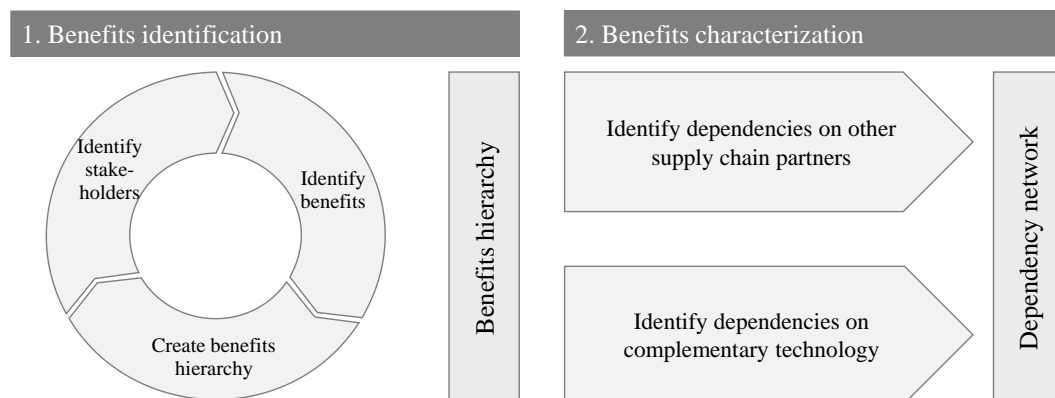 1. Benefits identification
Identify
stake-
holders
Identify
benefits
Create benefits
hierarchy
Benefits hierarchy
2. Benefits characterization
Identify dependencies on other
supply chain partners
Identify dependencies on
complementary technology
Dependency network